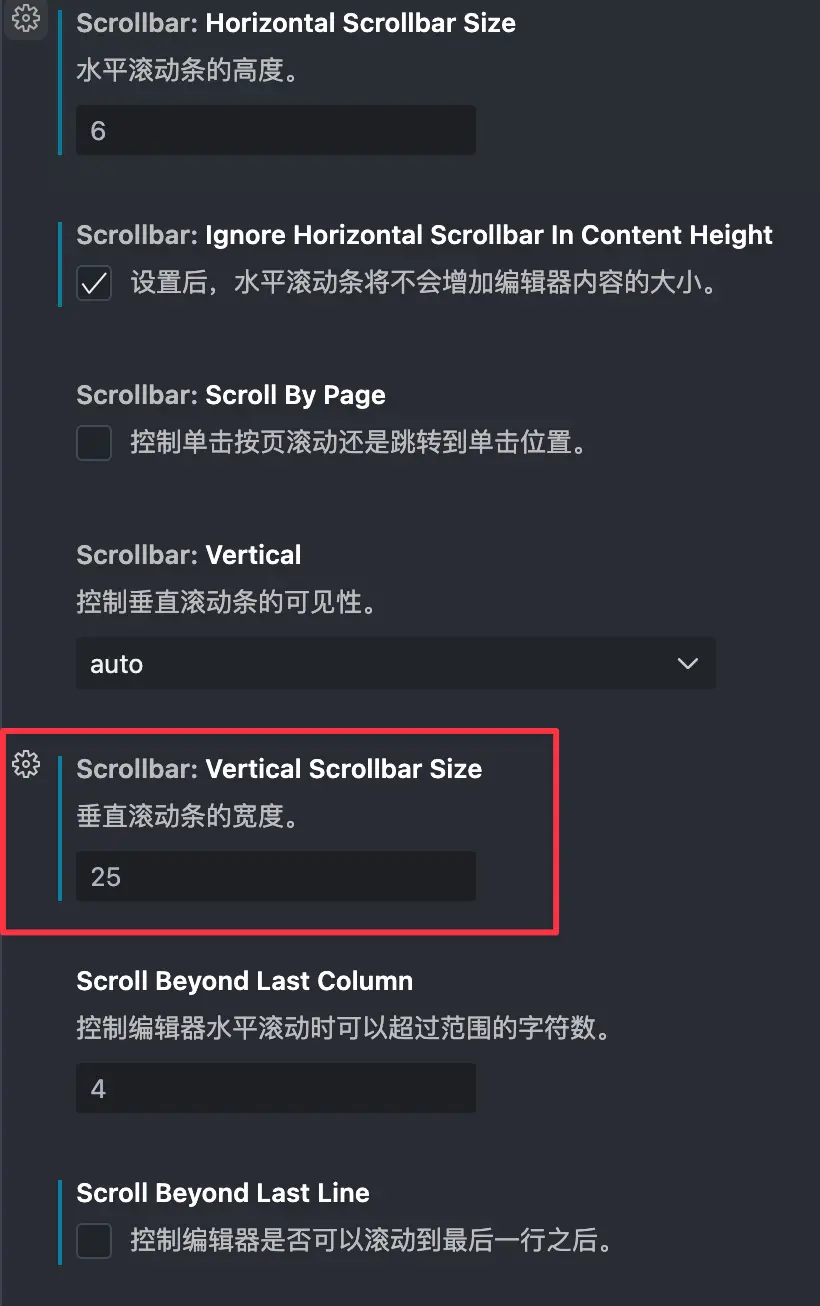 Scrollbar: Horizontal Scrollbar Size
水平滚动条的高度。
6
Scrollbar: Ignore Horizontal Scrollbar In Content Height
设置后，水平滚动条将不会增加编辑器内容的大小。
Scrollbar: Scroll By Page
控制单击按页滚动还是跳转到单击位置。
Scrollbar: Vertical
控制垂直滚动条的可见性。
auto
Scrollbar: Vertical Scrollbar Size
垂直滚动条的宽度。
25
Scroll Beyond Last Column
控制编辑器水平滚动时可以超过范围的字符数。
4
Scroll Beyond Last Line
控制编辑器是否可以滚动到最后一行之后。